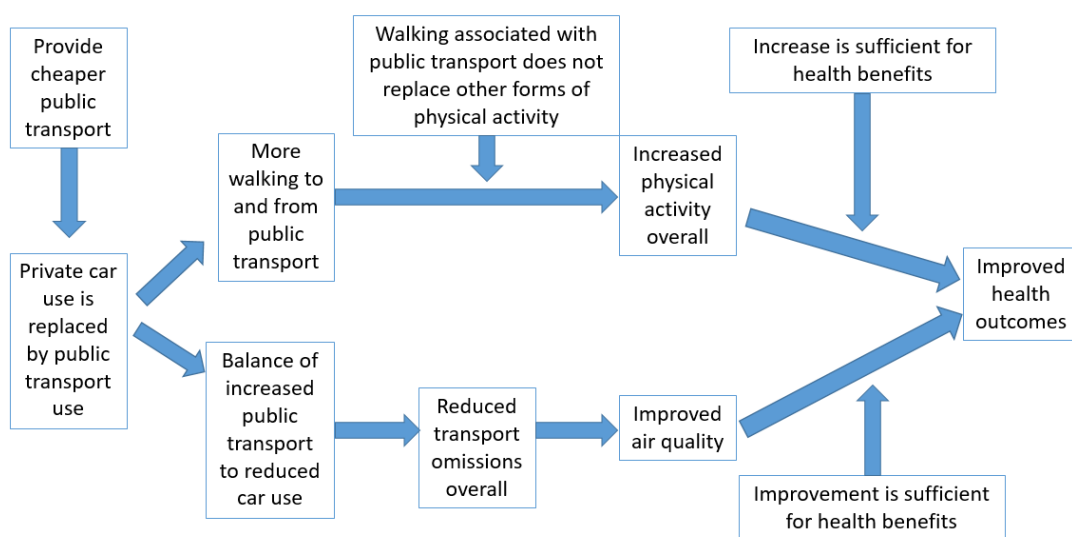 Provide
cheaper
public
transport
Walking associated with
public transport does not
replace other forms of
physical activity
Increase is sufficient for
health benefits
More
walking to
and from
public
transport
Increased
physical
activity
overall
Private car
use is
replaced
by public
transport
use
Improved
health
outcomes
Balance of
increased
public
transport
to reduced
car use
Reduced
transport
omissions
overall
Improved
air quality
Improvement is sufficient
for health benefits